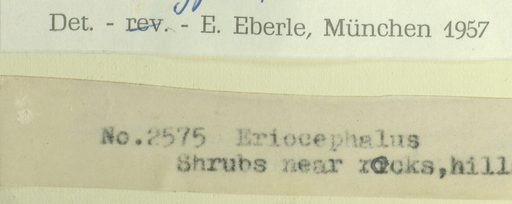 Det. - rev. - E. Eberle, München 1957
No.2575 Eriocephalus
Shrubs near rocks,hill